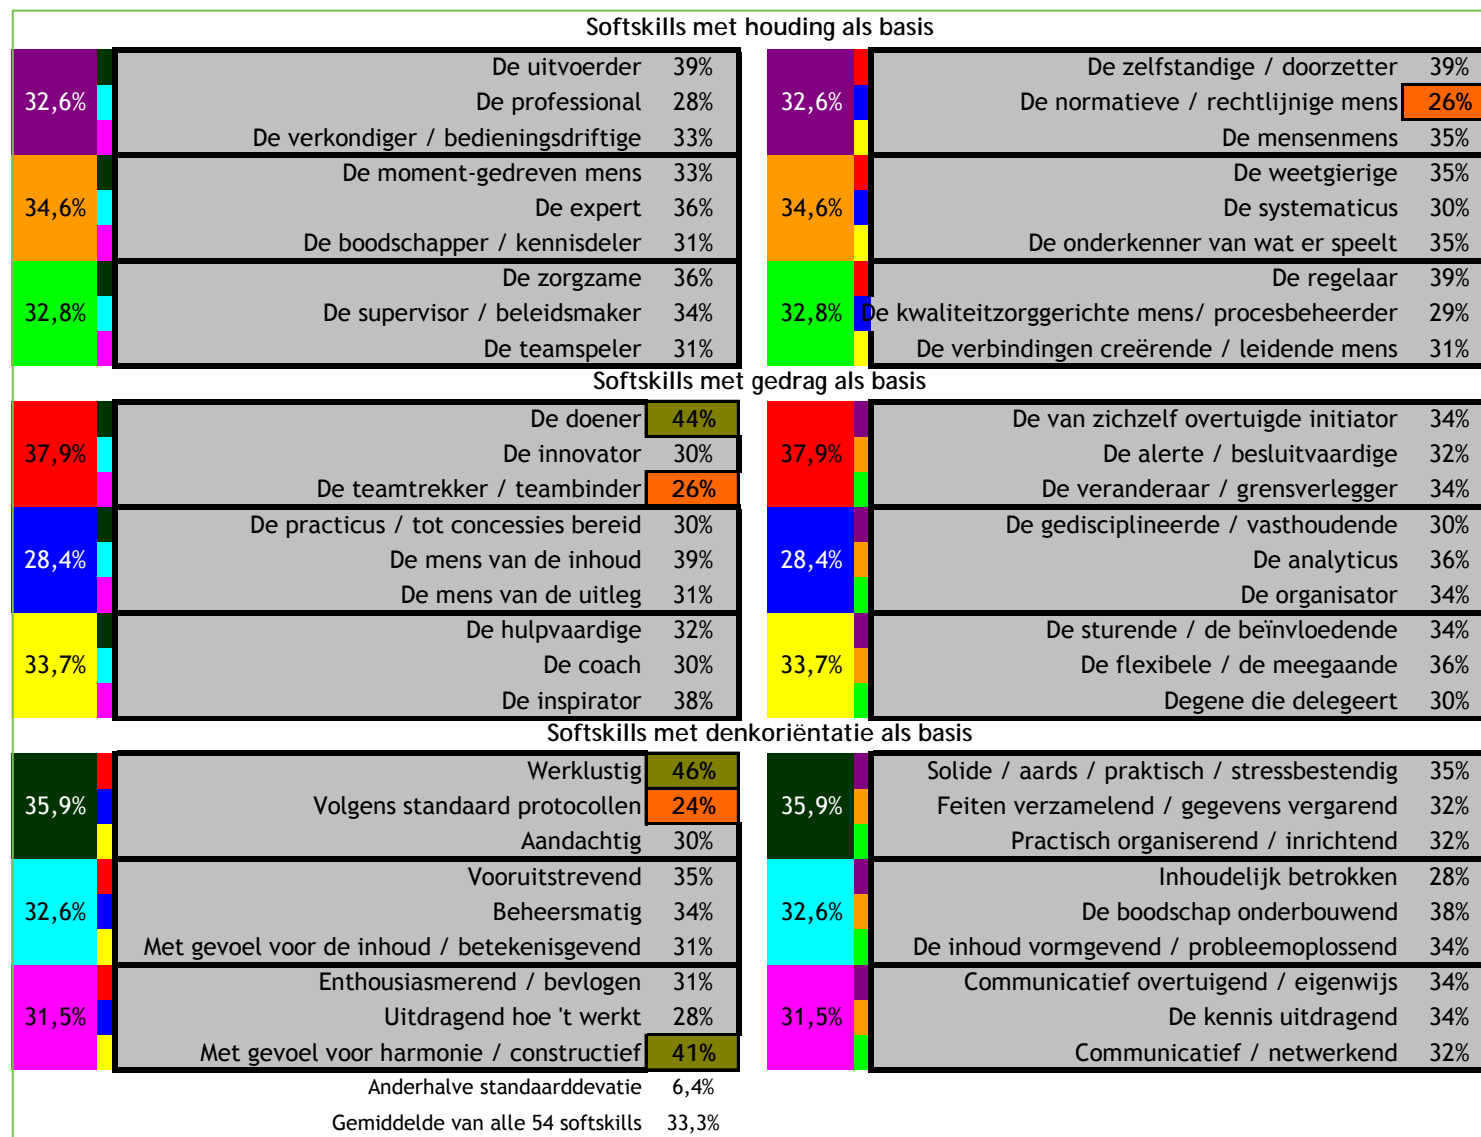 Softskills met houding als basis
32,6%
De uitvoerder 39%
De professional 28%
De verkondiger / bedieningsdriftige 33%
34,6%
De moment-gedreven mens 33%
De expert 36%
De boodschapper / kennisdeler 31%
32,8%
De zorgzame 36%
De supervisor / beleidsmaker 34%
De teamspeler 31%
32,6%
De zelfstandige / doorzetter 39%
De normatieve / rechtlijnige mens 26%
De mensenmens 35%
34,6%
De weetgierige 35%
De systematicus 30%
De onderkenner van wat er speelt 35%
32,8%
De regelaar 39%
De kwaliteitzorggerichte mens/ procesbeheerder 29%
De verbindingen creërende / leidende mens 31%
Softskills met gedrag als basis
37,9%
De doener 44%
De innovator 30%
De teamtrekker / teambinder 26%
28,4%
De practicus / tot concessies bereid 30%
De mens van de inhoud 39%
De mens van de uitleg 31%
33,7%
De hulpvaardige 32%
De coach 30%
De inspirator 38%
37,9%
De van zichzelf overtuigde initiator 34%
De alerte / besluitvaardige 32%
De veranderaar / grensverlegger 34%
28,4%
De gedisciplineerde / vasthoudende 30%
De analyticus 36%
De organisator 34%
33,7%
De sturende / de beïnvloedende 34%
De flexibele / de meegaande 36%
Degene die delegeert 30%
Softskills met denkoriëntatie als basis
35,9%
Werklustig 46%
Volgens standaard protocollen 24%
Aandachtig 30%
32,6%
Vooruitstrevend 35%
Beheersmatig 34%
Met gevoel voor de inhoud / betekenisgevend 31%
31,5%
Enthousiasmerend / bevlogen 31%
Uitdragend hoe 't werkt 28%
Met gevoel voor harmonie / constructief 41%
35,9%
Solide / aards / praktisch / stressbestendig 35%
Feiten verzamelend / gegevens vergarend 32%
Practisch organiserend / inrichtend 32%
32,6%
Inhoudelijk betrokken 28%
De boodschap onderbouwend 38%
De inhoud vormgevend / probleemoplossend 34%
31,5%
Communicatief overtuigend / eigenwijs 34%
De kennis uitdragend 34%
Communicatief / netwerkend 32%
Anderhalve standaarddevatie 6,4%
Gemiddelde van alle 54 softskills 33,3%